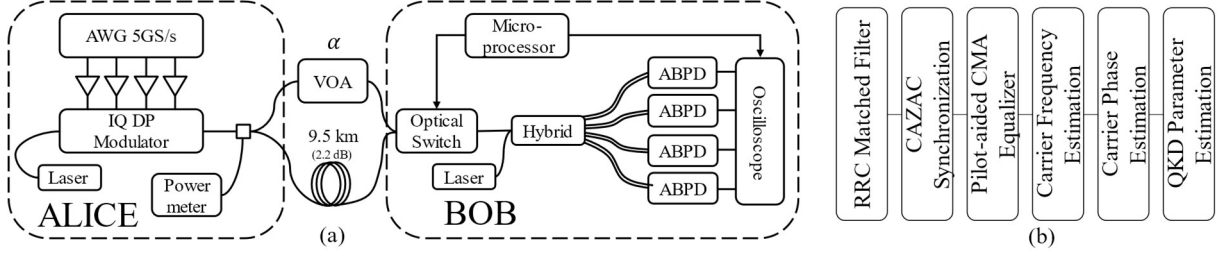 AWG 5GS/s
IQ DP
Modulator
Laser
Power
meter
ALICE
α
VOA
9.5 km
(2.2 dB)
(a)
Micro-
processor
Optical
Switch
Hybrid
Laser
ABPD
ABPD
ABPD
ABPD
Oscilloscope
BOB
RRC Matched Filter
CAZAC
Synchronization
Pilot-aided CMA
Equalizer
Carrier Frequency
Estimation
Carrier Phase
Estimation
QKD Parameter
Estimation
(b)